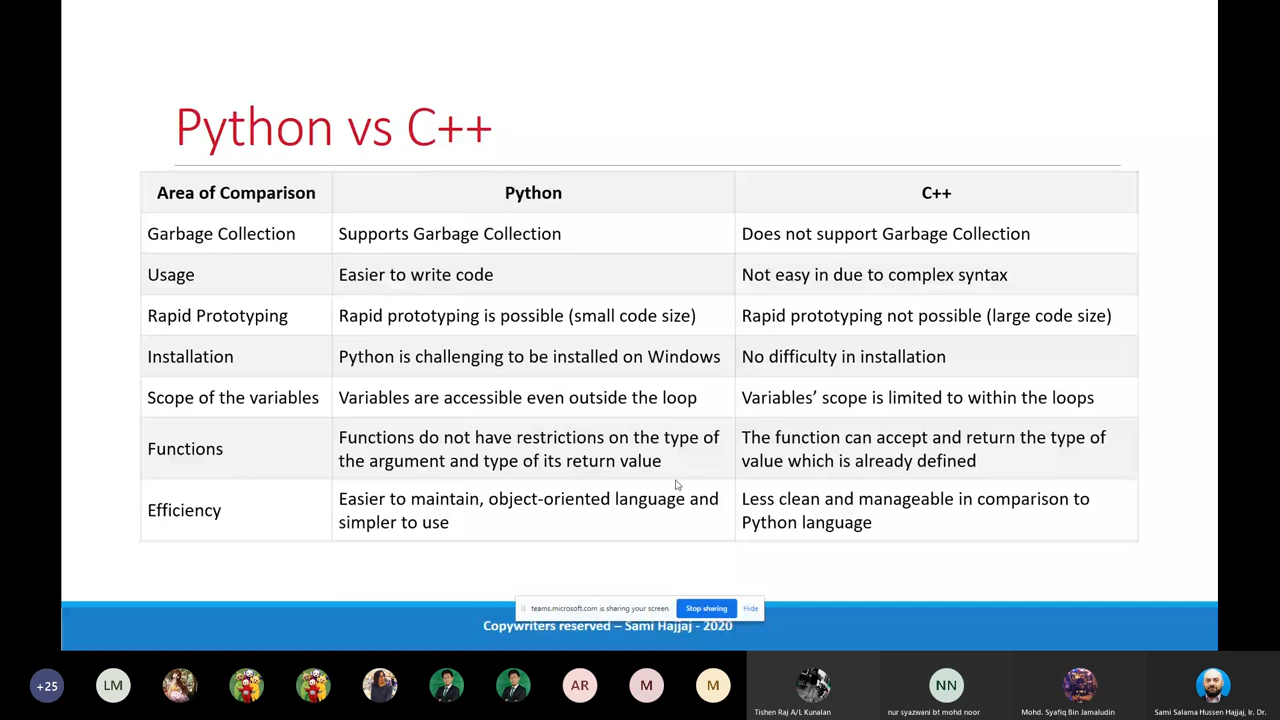 Python vs C++
Area of Comparison Python C++
Garbage Collection Supports Garbage Collection Does not support Garbage Collection
Usage Easier to write code Not easy in due to complex syntax
Rapid Prototyping Rapid prototyping is possible (small code size) Rapid prototyping not possible (large code size)
Installation Python is challenging to be installed on Windows No difficulty in installation
Scope of the variables Variables are accessible even outside the loop Variables’ scope is limited to within the loops
Functions
Functions do not have restrictions on the type of
the argument and type of its return value
The function can accept and return the type of
value which is already defined
Efficiency
Easier to maintain, object-oriented language and
simpler to use
Less clean and manageable in comparison to
Python language
teams.microsoft.com is sharing your screen. Stop sharing Hide
Copywriters reserved – Sami Hajjaj - 2020
+25 LM AR M M NN
Tishen Raj A/L Kunalan nur syazwani bt mohd noor Mohd. Syafiq Bin Jamaludin Sami Salama Hussen Hajjaj, Ir. Dr.